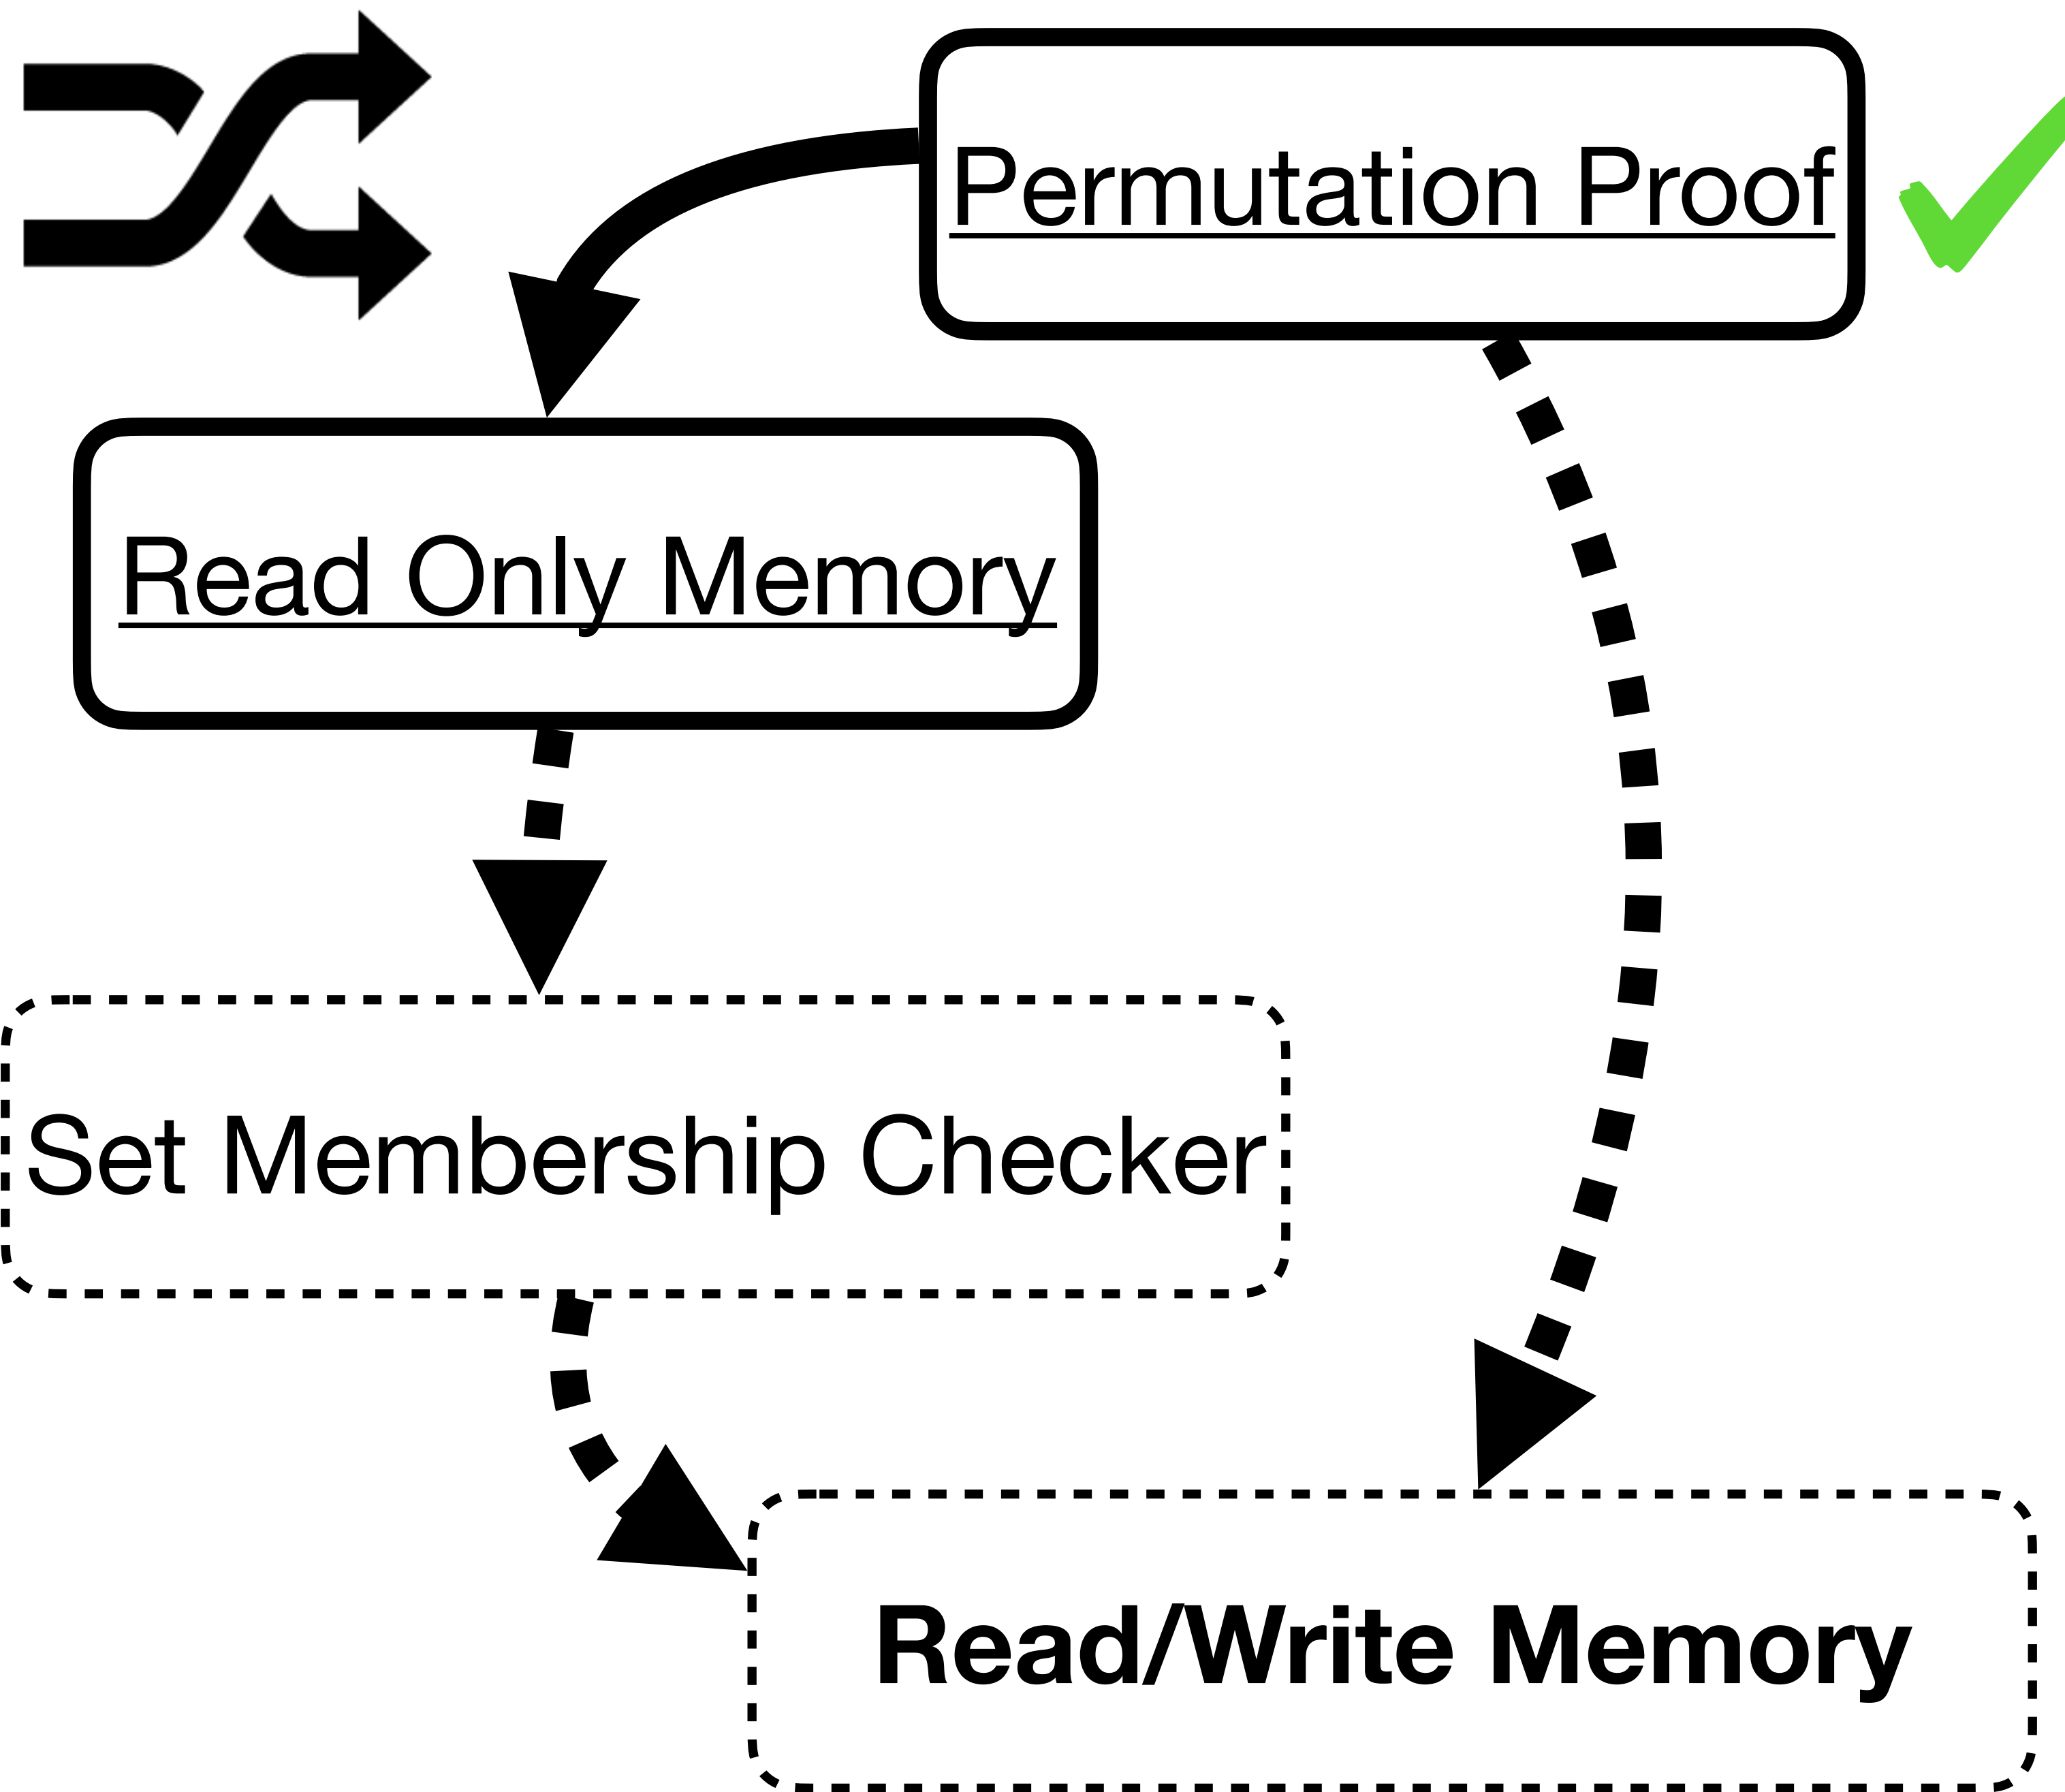 Permutation Proof
Read Only Memory
Set Membership Checker
Read/Write Memory